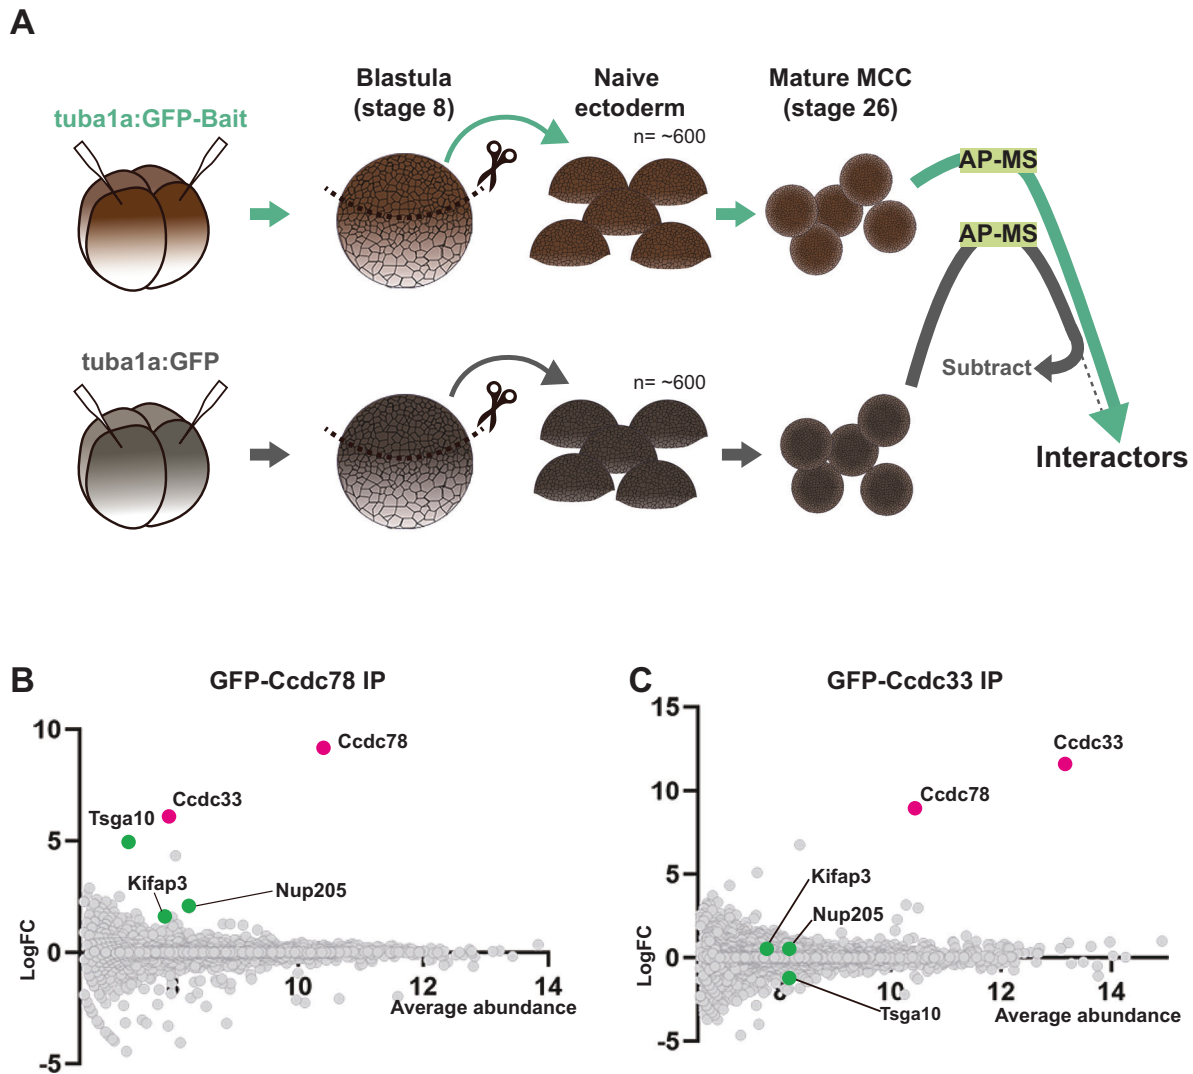 A
Blastula
(stage 8)
Naive
ectoderm
n= ~600
Mature MCC
(stage 26)
tuba1a:GFP-Bait
AP-MS
AP-MS
tuba1a:GFP
n= ~600
Subtract
Interactors
B
GFP-Ccdc78 IP
10
5
0
-5
LogFC
Ccdc78
Ccdc33
Tsga10
Kifap3
Nup205
8
10
12
14
Average abundance
C
GFP-Ccdc33 IP
15
10
5
0
-5
LogFC
Ccdc33
Ccdc78
Kifap3
Nup205
Tsga10
8
10
12
14
Average abundance